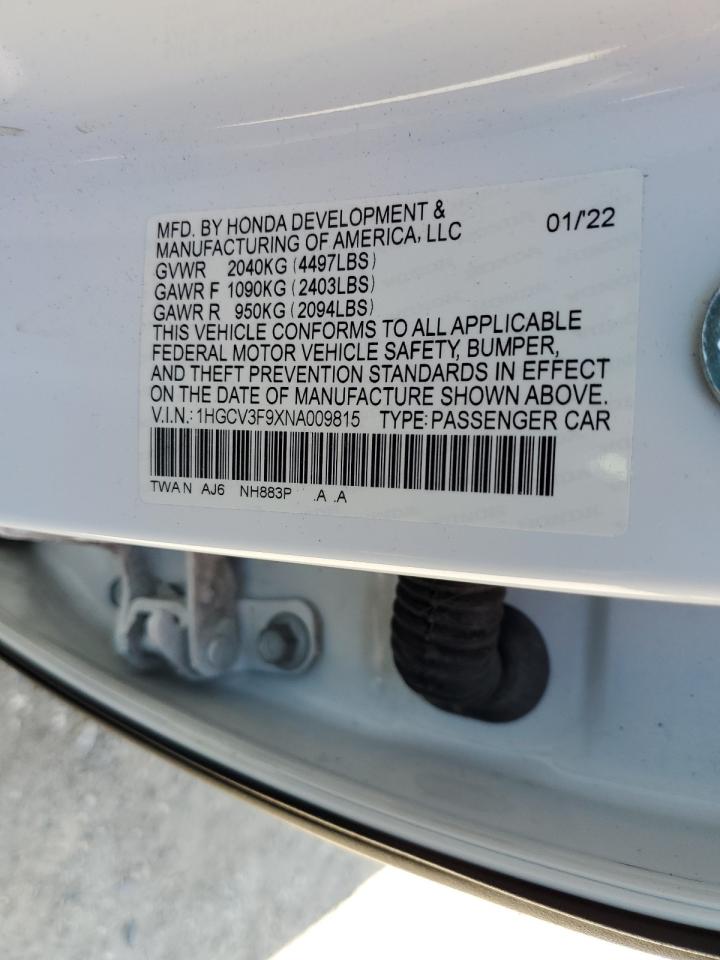 MFD. BY HONDA DEVELOPMENT & 01/'22
MANUFACTURING OF AMERICA, LLC
GVWR 2040KG (4497LBS)
GAWR F 1090KG (2403LBS)
GAWR R 950KG (2094LBS)
THIS VEHICLE CONFORMS TO ALL APPLICABLE
FEDERAL MOTOR VEHICLE SAFETY, BUMPER,
AND THEFT PREVENTION STANDARDS IN EFFECT
ON THE DATE OF MANUFACTURE SHOWN ABOVE.
V.I.N.: 1HGCV3F9XNA009815 TYPE: PASSENGER CAR
TWA N AJ6 NH883P .A .A